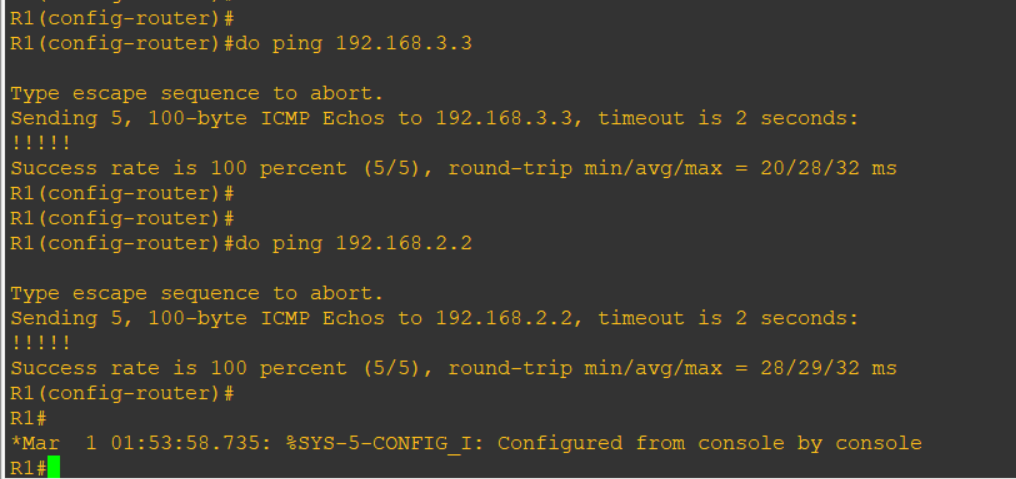 R1(config-router)#
R1(config-router)#do ping 192.168.3.3
Type escape sequence to abort.
Sending 5, 100-byte ICMP Echos to 192.168.3.3, timeout is 2 seconds:
!!!!!
Success rate is 100 percent (5/5), round-trip min/avg/max = 20/28/32 ms
R1(config-router)#
R1(config-router)#
R1(config-router)#do ping 192.168.2.2
Type escape sequence to abort.
Sending 5, 100-byte ICMP Echos to 192.168.2.2, timeout is 2 seconds:
!!!!!
Success rate is 100 percent (5/5), round-trip min/avg/max = 28/29/32 ms
R1(config-router)#
R1#
*Mar  1 01:53:58.735: %SYS-5-CONFIG_I: Configured from console by console
R1#